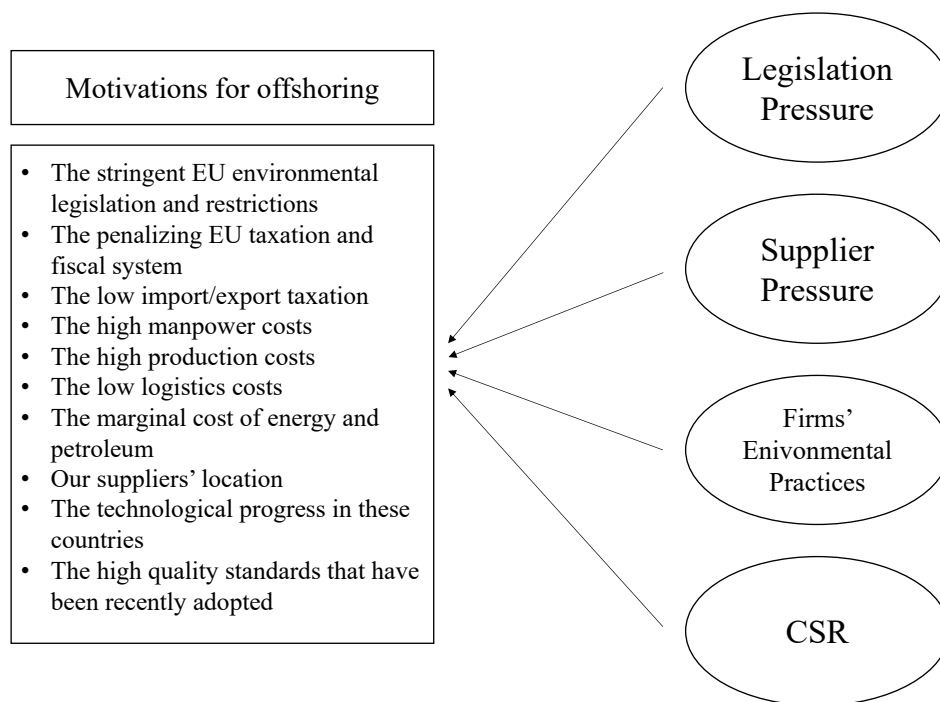 Motivations for offshoring
• The stringent EU environmental
legislation and restrictions
• The penalizing EU taxation and
fiscal system
• The low import/export taxation
• The high manpower costs
• The high production costs
• The low logistics costs
• The marginal cost of energy and
petroleum
• Our suppliers’ location
• The technological progress in these
countries
• The high quality standards that have
been recently adopted
Legislation
Pressure
Supplier
Pressure
Firms’
Enivonmental
Practices
CSR